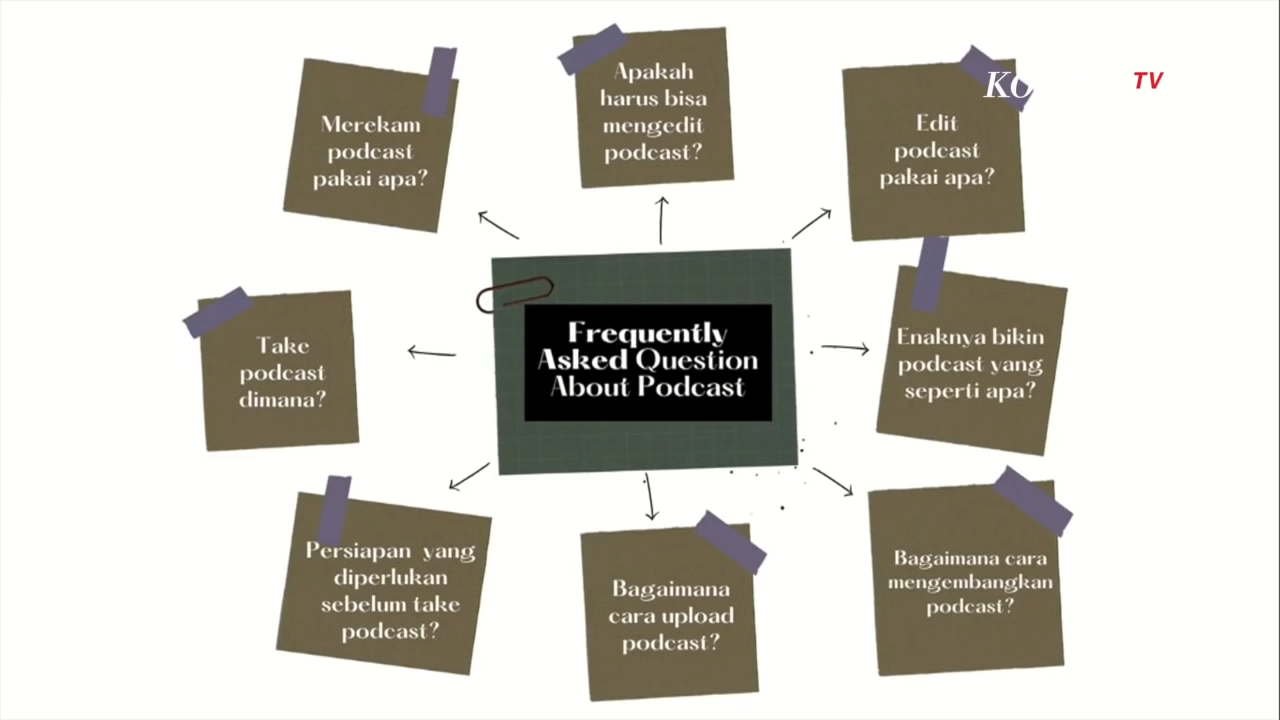 Merekam
podcast
pakai apa?
Apakah
harus bisa
mengedit
podcast?
Edit
podcast
pakai apa?
TV
Take
podcast
dimana?
Frequently
Asked Question
About Podcast
Enaknya bikin
podcast yang
seperti apa?
Persiapan yang
diperlukan
sebelum take
podcast?
Bagaimana
cara upload
podcast?
Bagaimana cara
mengembangkan
podcast?